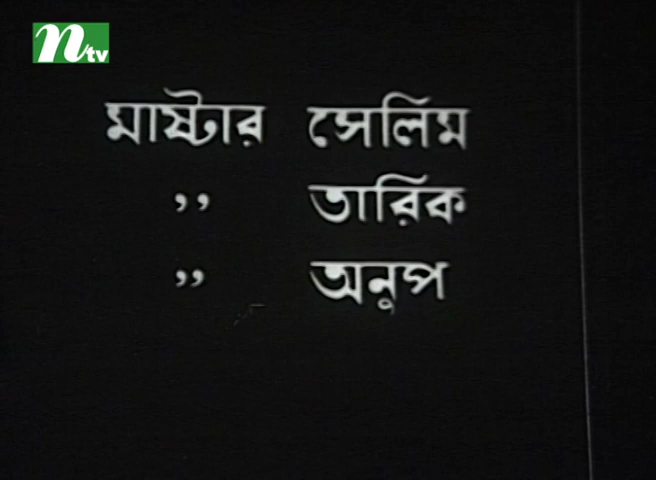 ntv
মাষ্টার সেলিম
,, তারিক
,, অনুপ